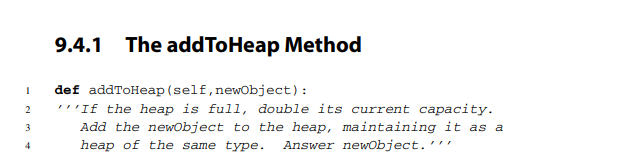 9.4.1 The addToHeap Method
1 def addToHeap(self,newObject):
2 ’’’If the heap is full, double its current capacity.
3 Add the newObject to the heap, maintaining it as a
4 heap of the same type. Answer newObject.’’’